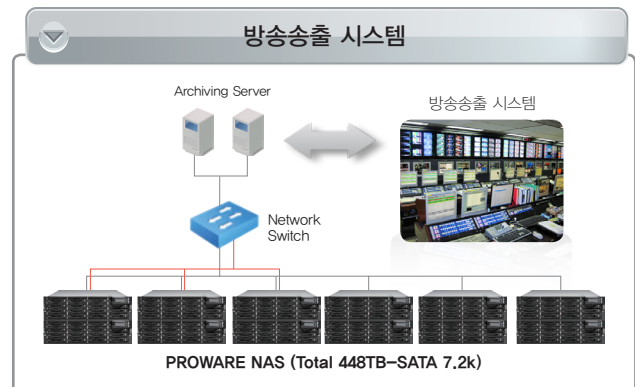 방송송출 시스템
Archiving Server
방송송출 시스템
Network
Switch
PROWARE NAS (Total 448TB-SATA 7.2k)